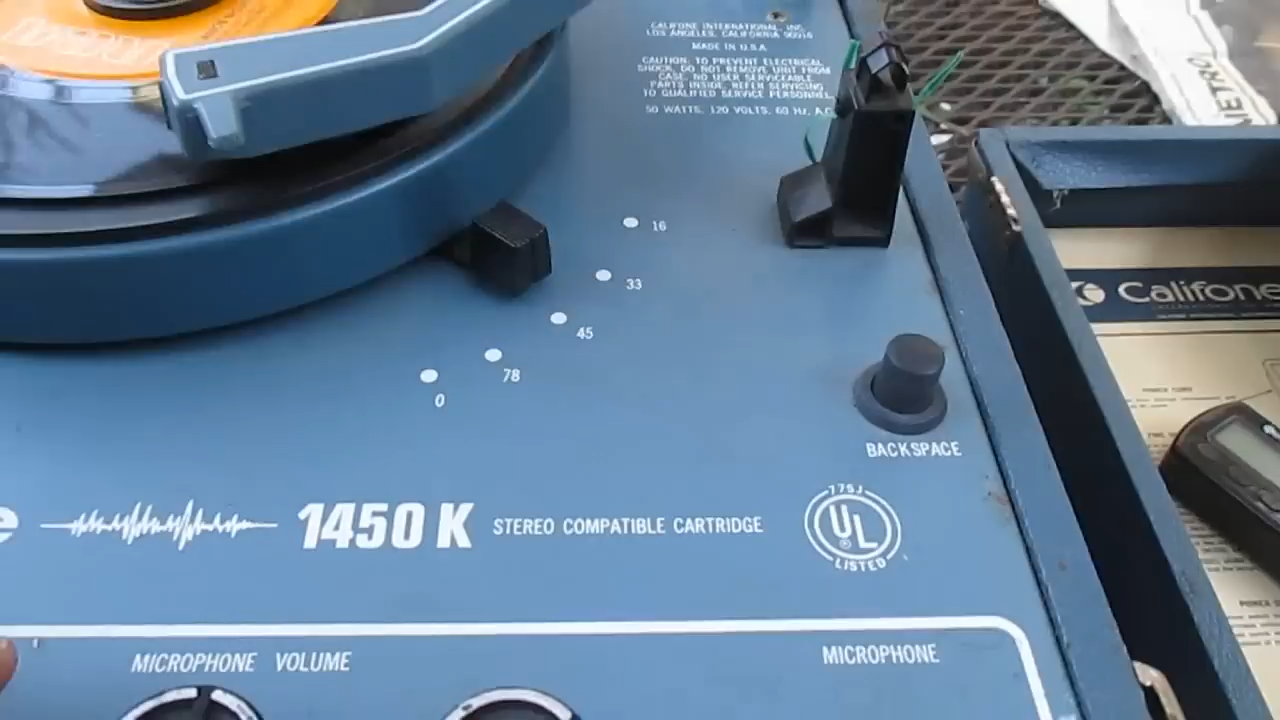 CALIFONE INTERNATIONAL, INC.
LOS ANGELES, CALIFORNIA 90016
MADE IN U.S.A.
CAUTION: TO PREVENT ELECTRICAL
SHOCK, DO NOT REMOVE UNIT FROM
CASE. NO USER SERVICEABLE
PARTS INSIDE. REFER SERVICING
TO QUALIFIED SERVICE PERSONNEL
50 WATTS, 120 VOLTS, 60 Hz, A.C.
METRO
16
33
45
78
0
Califone
BACKSPACE
1450 K STEREO COMPATIBLE CARTRIDGE
775J
UL
®
LISTED
MICROPHONE VOLUME
MICROPHONE